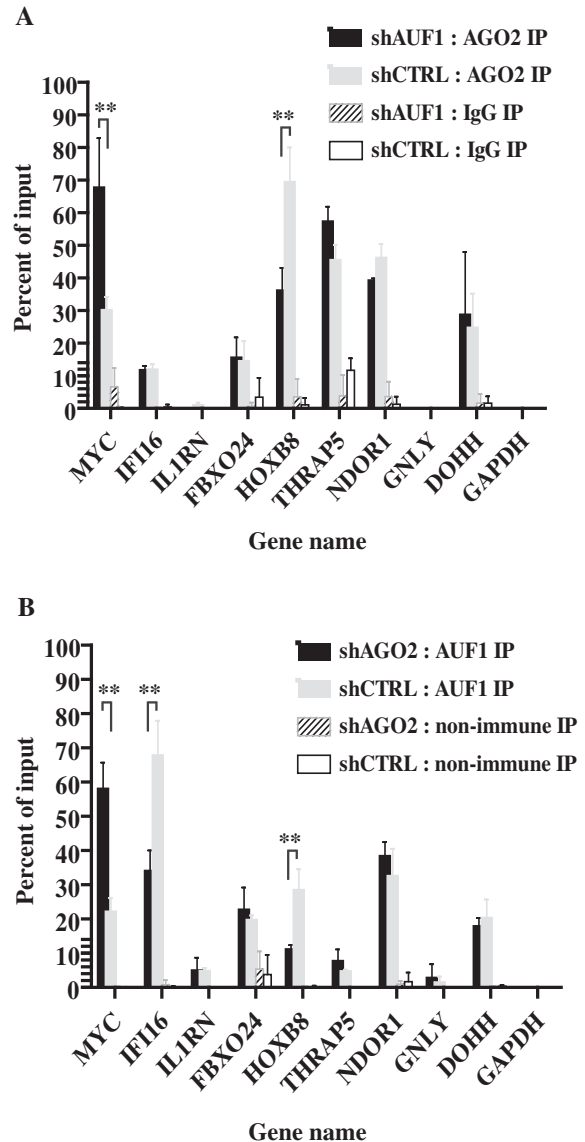 A
shAUF1 : AGO2 IP
shCTRL : AGO2 IP
shAUF1 : IgG IP
shCTRL : IgG IP
Percent of input
100
90
80
70
60
50
40
30
20
10
0
**
**
MYC
IFI16
IL1RN
FBXO24
HOXB8
THRAP5
NDOR1
GNLY
DOHH
GAPDH
Gene name
B
shAGO2 : AUF1 IP
shCTRL : AUF1 IP
shAGO2 : non-immune IP
shCTRL : non-immune IP
Percent of input
100
90
80
70
60
50
40
30
20
10
0
** **
**
MYC
IFI16
IL1RN
FBXO24
HOXB8
THRAP5
NDOR1
GNLY
DOHH
GAPDH
Gene name